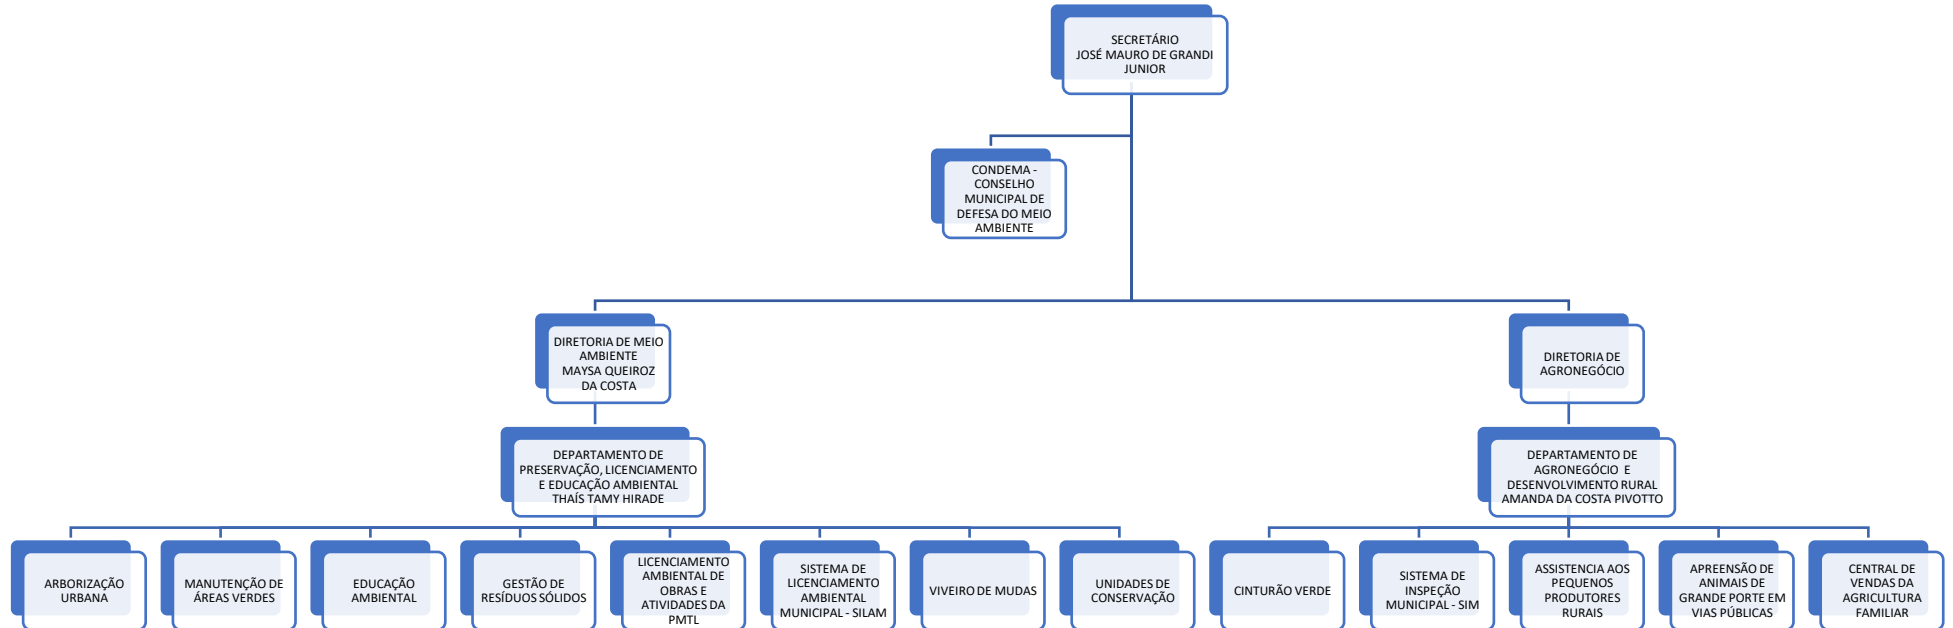 SECRETÁRIO
JOSÉ MAURO DE GRANDI
JUNIOR
CONDEMA -
CONSELHO
MUNICIPAL DE
DEFESA DO MEIO
AMBIENTE
DIRETORIA DE MEIO
AMBIENTE
MAYSA QUEIROZ
DA COSTA
DIRETORIA DE
AGRONEGÓCIO
DEPARTAMENTO DE
PRESERVAÇÃO, LICENCIAMENTO
E EDUCAÇÃO AMBIENTAL
THAÍS TAMY HIRADE
DEPARTAMENTO DE
AGRONEGÓCIO E
DESENVOLVIMENTO RURAL
AMANDA DA COSTA PIVOTTO
ARBORIZAÇÃO
URBANA
MANUTENÇÃO DE
ÁREAS VERDES
EDUCAÇÃO
AMBIENTAL
GESTÃO DE
RESÍDUOS SÓLIDOS
LICENCIAMENTO
AMBIENTAL DE
OBRAS E
ATIVIDADES DA
PMTL
SISTEMA DE
LICENCIAMENTO
AMBIENTAL
MUNICIPAL - SILAM
VIVEIRO DE MUDAS
UNIDADES DE
CONSERVAÇÃO
CINTURÃO VERDE
SISTEMA DE
INSPEÇÃO
MUNICIPAL - SIM
ASSISTENCIA AOS
PEQUENOS
PRODUTORES
RURAIS
APREENSÃO DE
ANIMAIS DE
GRANDE PORTE EM
VIAS PÚBLICAS
CENTRAL DE
VENDAS DA
AGRICULTURA
FAMILIAR